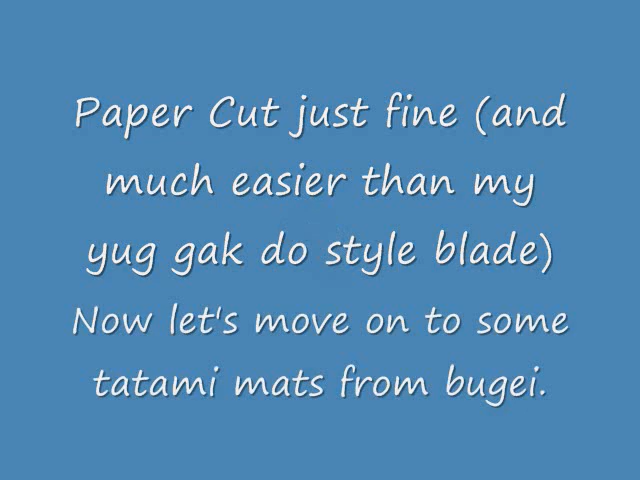 Paper Cut just fine (and
much easier than my
yug gak do style blade)
Now let's move on to some
tatami mats from bugei.